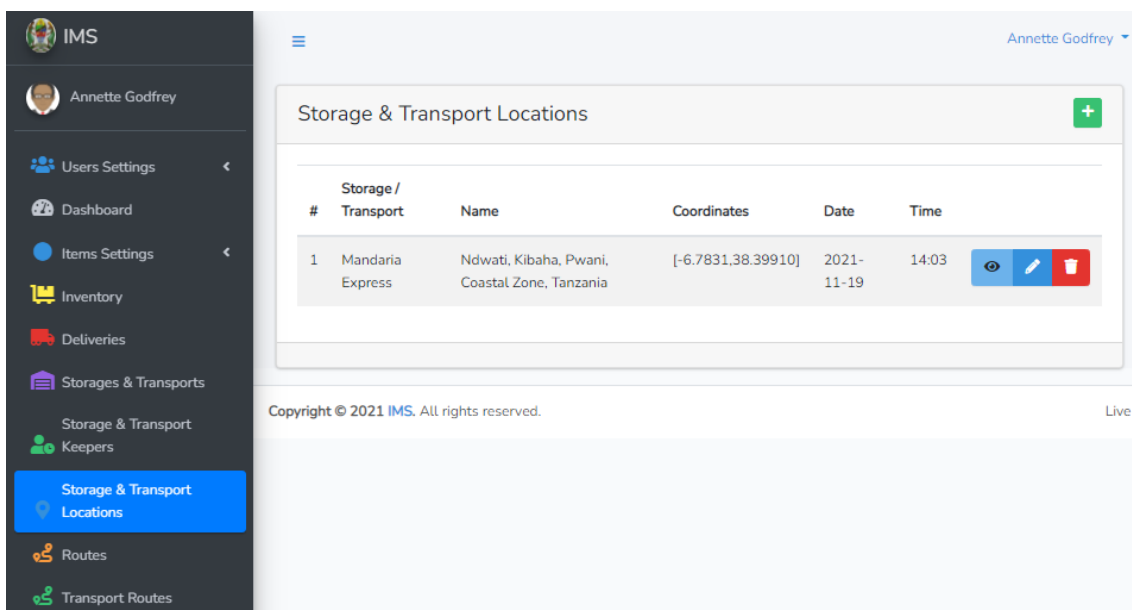 IMS
Annette Godfrey
Annette Godfrey
Users Settings
Dashboard
Items Settings
Inventory
Deliveries
Storages & Transports
Storage & Transport
Keepers
Storage & Transport
Locations
Routes
Transport Routes
Storage & Transport Locations
+
# Storage / Transport Name Coordinates Date Time
1 Mandaria Express Ndwati, Kibaha, Pwani, Coastal Zone, Tanzania [-6.7831,38.39910] 2021-11-19 14:03
Copyright © 2021 IMS. All rights reserved.
Live